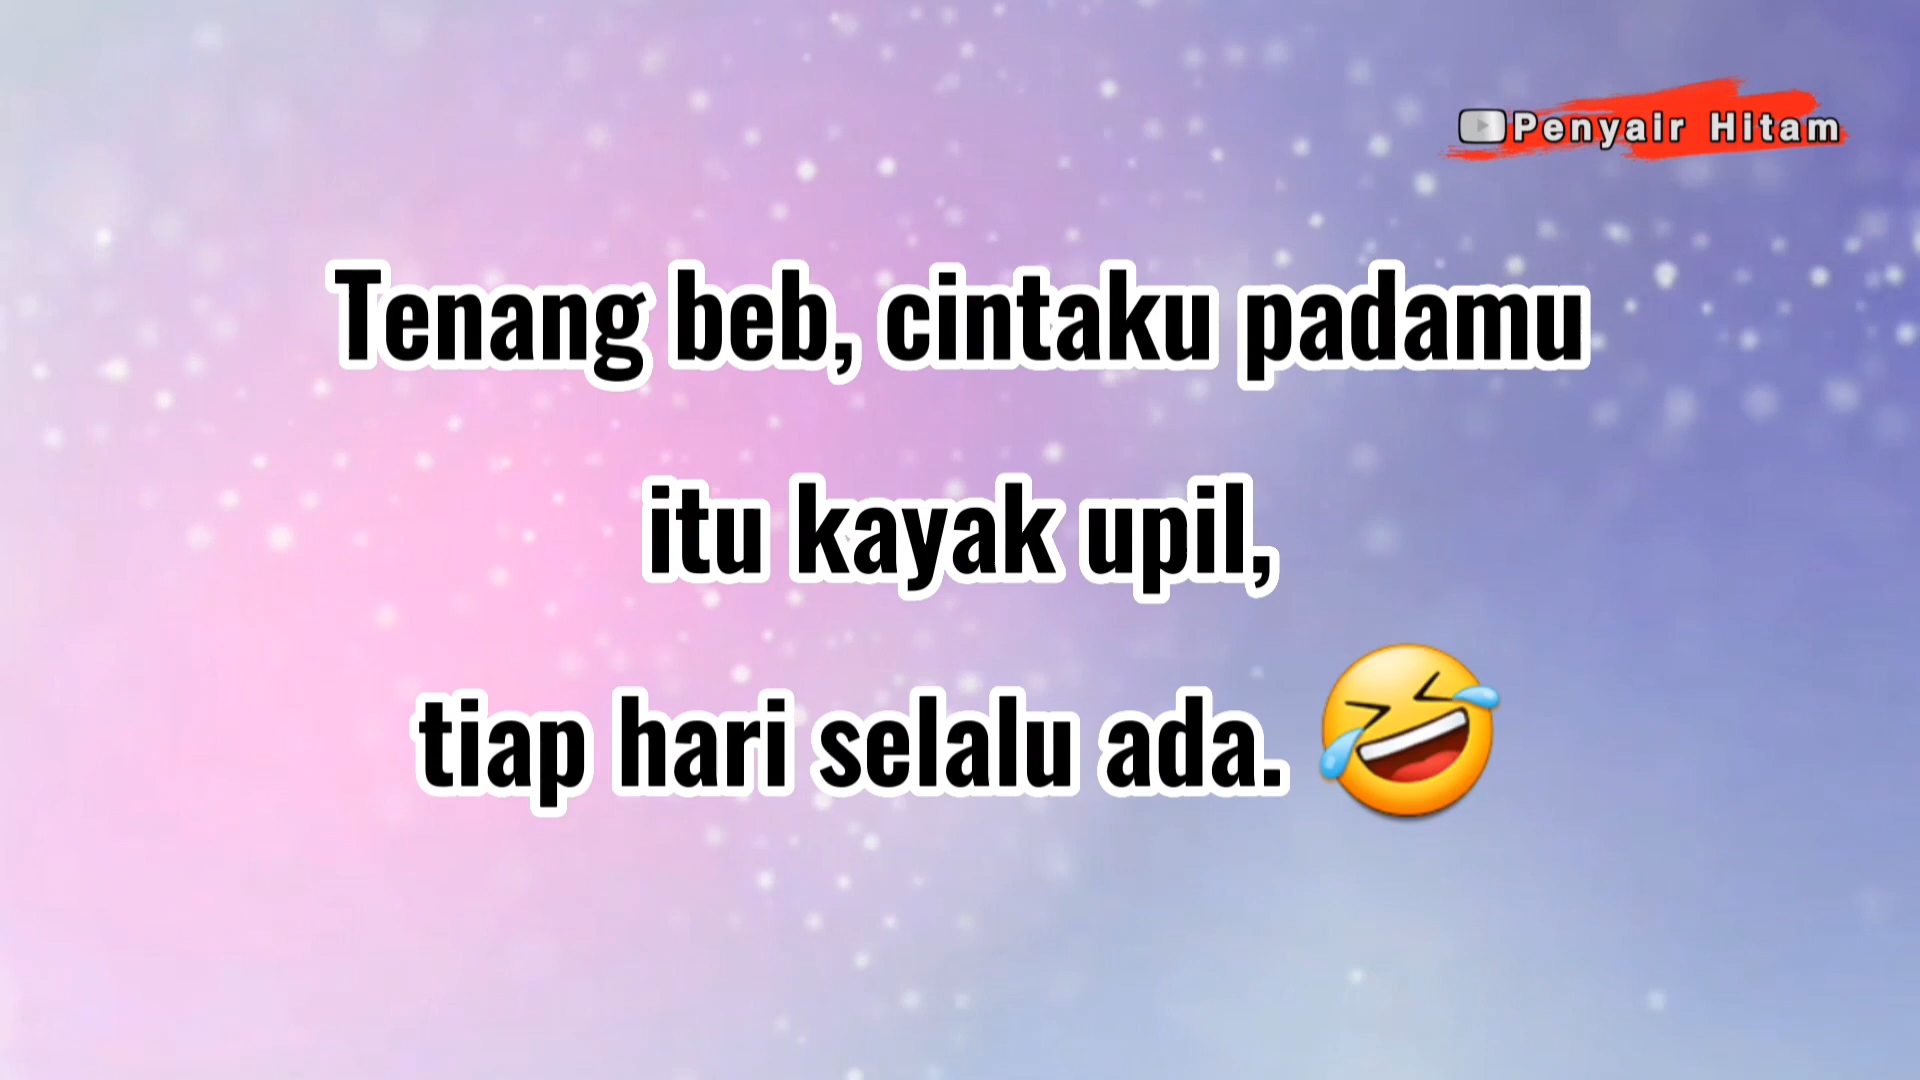 Penyair Hitam
Tenang beb, cintaku padamu
itu kayak upil,
tiap hari selalu ada. 🤣